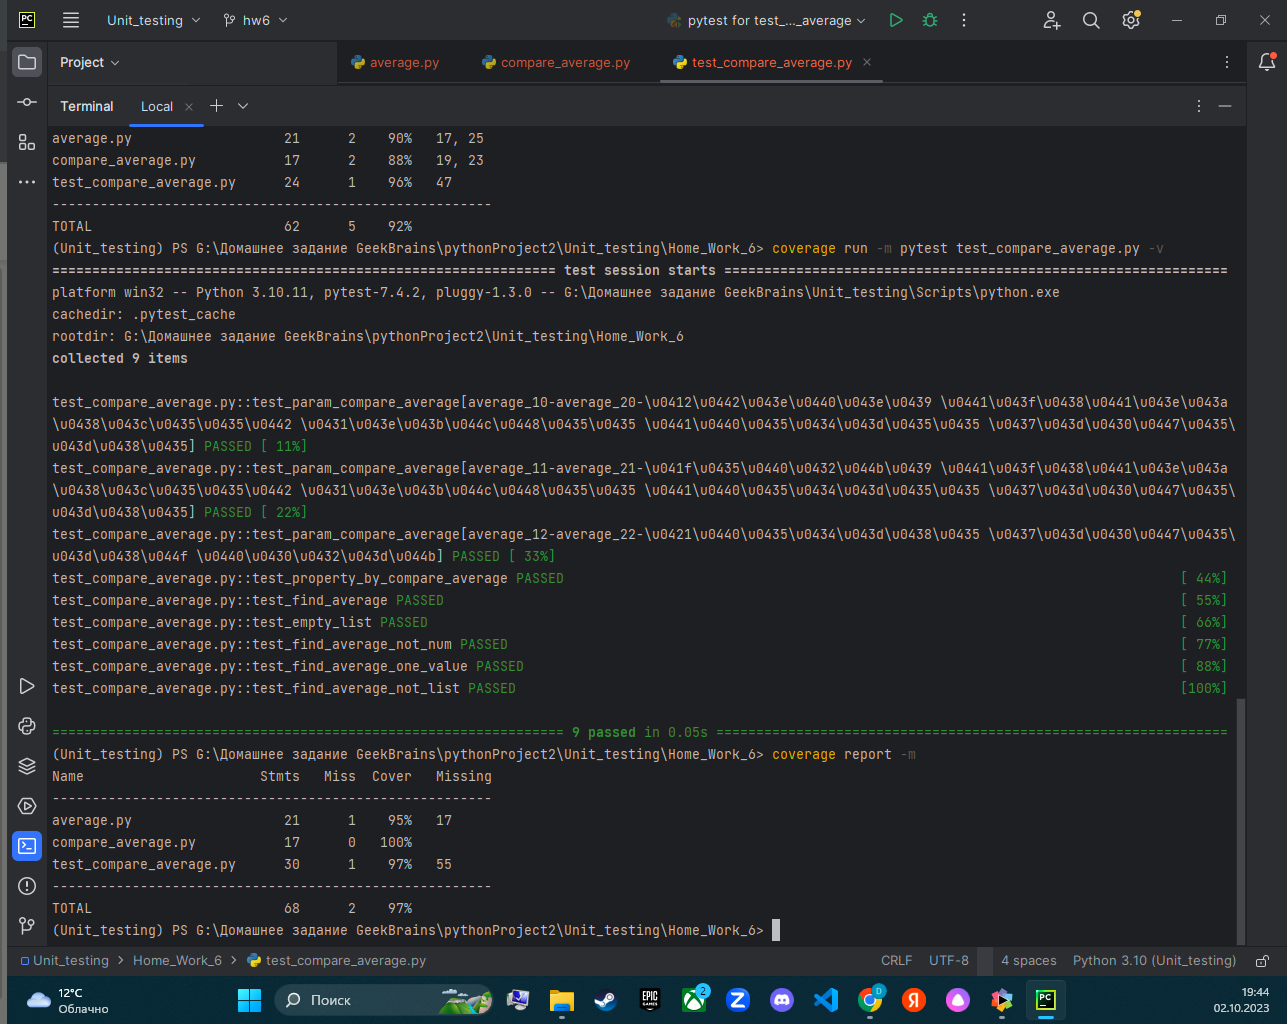 PC Unit_testing hw6 pytest for test_..._average
Project average.py compare_average.py test_compare_average.py
Terminal Local
average.py 21 2 90% 17, 25
compare_average.py 17 2 88% 19, 23
test_compare_average.py 24 1 96% 47
-------------------------------------------------------
TOTAL 62 5 92%
(Unit_testing) PS G:\Домашнее задание GeekBrains\pythonProject2\Unit_testing\Home_Work_6> coverage run -m pytest test_compare_average.py -v
=============================================================== test session starts ===============================================================
platform win32 -- Python 3.10.11, pytest-7.4.2, pluggy-1.3.0 -- G:\Домашнее задание GeekBrains\Unit_testing\Scripts\python.exe
cachedir: .pytest_cache
rootdir: G:\Домашнее задание GeekBrains\pythonProject2\Unit_testing\Home_Work_6
collected 9 items
test_compare_average.py::test_param_compare_average[average_10-average_20-\u0412\u0442\u043e\u0440\u043e\u0439 \u0441\u043f\u0438\u0441\u043e\u043a
\u0438\u043c\u0435\u0435\u0442 \u0431\u043e\u043b\u044c\u0448\u0435\u0435 \u0441\u0440\u0435\u0434\u043d\u0435\u0435 \u0437\u043d\u0430\u0447\u0435\
u043d\u0438\u0435] PASSED [ 11%]
test_compare_average.py::test_param_compare_average[average_11-average_21-\u041f\u0435\u0440\u0432\u044b\u0439 \u0441\u043f\u0438\u0441\u043e\u043a
\u0438\u043c\u0435\u0435\u0442 \u0431\u043e\u043b\u044c\u0448\u0435\u0435 \u0441\u0440\u0435\u0434\u043d\u0435\u0435 \u0437\u043d\u0430\u0447\u0435\
u043d\u0438\u0435] PASSED [ 22%]
test_compare_average.py::test_param_compare_average[average_12-average_22-\u0421\u0440\u0435\u0434\u043d\u0438\u0435 \u0437\u043d\u0430\u0447\u0435\
u043d\u0438\u044f \u0440\u0430\u0432\u043d\u044b] PASSED [ 33%]
test_compare_average.py::test_property_by_compare_average PASSED [ 44%]
test_compare_average.py::test_find_average PASSED [ 55%]
test_compare_average.py::test_empty_list PASSED [ 66%]
test_compare_average.py::test_find_average_not_num PASSED [ 77%]
test_compare_average.py::test_find_average_one_value PASSED [ 88%]
test_compare_average.py::test_find_average_not_list PASSED [100%]
================================================================ 9 passed in 0.05s ================================================================
(Unit_testing) PS G:\Домашнее задание GeekBrains\pythonProject2\Unit_testing\Home_Work_6> coverage report -m
Name Stmts Miss Cover Missing
-------------------------------------------------------
average.py 21 1 95% 17
compare_average.py 17 0 100%
test_compare_average.py 30 1 97% 55
-------------------------------------------------------
TOTAL 68 2 97%
(Unit_testing) PS G:\Домашнее задание GeekBrains\pythonProject2\Unit_testing\Home_Work_6>
Unit_testing > Home_Work_6 > test_compare_average.py CRLF UTF-8 4 spaces Python 3.10 (Unit_testing)
12°C
Облачно
Поиск
EPIC GAMES
2
D
Я
PC
19:44
02.10.2023